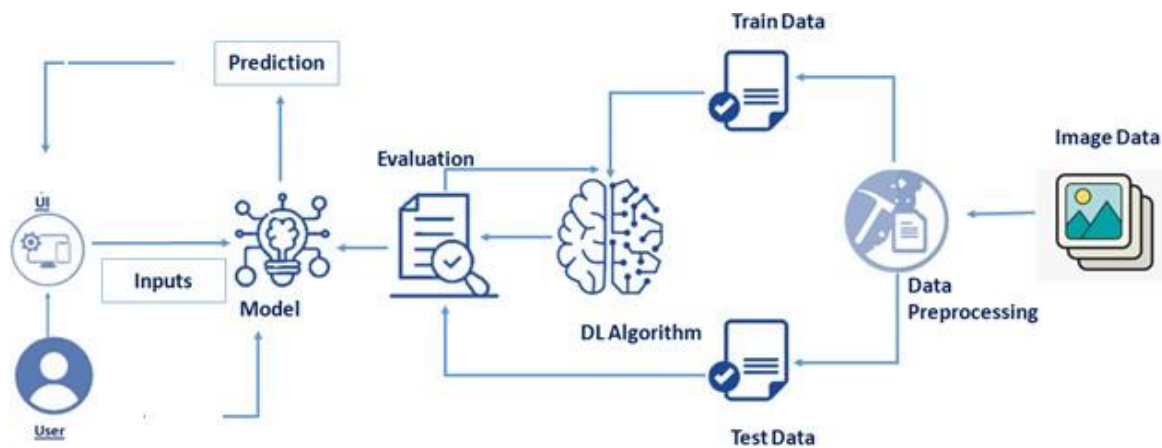 Train Data
Prediction
Image Data
Evaluation
UI
Inputs
Model
DL Algorithm
Data
Preprocessing
User
Test Data